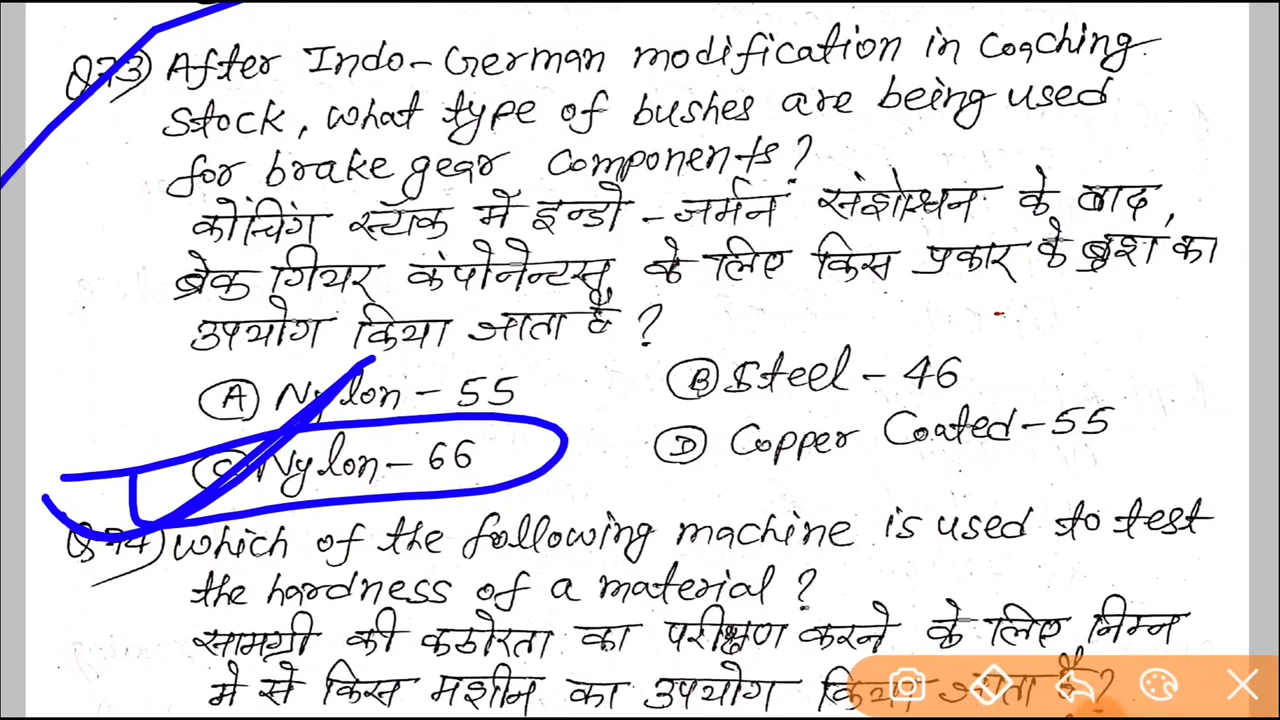 Q73) After Indo-German modification in Coaching
Stock, what type of bushes are being used
for brake gear components?
कोचिंग स्टॉक में इन्डो-जर्मन संशोधन के बाद,
ब्रेक गियर कंपोनेन्टस् के लिए किस प्रकार के बुश का
उपयोग किया जाता है?
(A) Nylon-55 (B) Steel-46
(C) Nylon-66 (D) Copper Coated-55
Q74) Which of the following machine is used to test
the hardness of a material?
सामग्री की कठोरता का परीक्षण करने के लिए निम्न
में से किस मशीन का उपयोग किया जाता है?